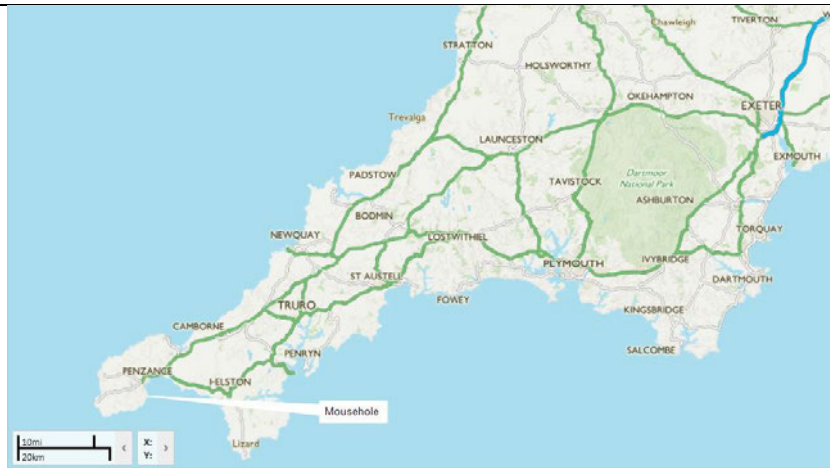 Chawleigh
TIVERTON
STRATTON
HOLSWORTHY
OKEHAMPTON
EXETER
Trevalga
LAUNCESTON
EXMOUTH
PADSTOW
Dartmoor
National Park
TAVISTOCK
ASHBURTON
BODMIN
TORQUAY
NEWQUAY
LOSTWITHIEL
PLYMOUTH
IVYBRIDGE
ST AUSTELL
DARTMOUTH
TRURO
FOWEY
KINGSBRIDGE
CAMBORNE
SALCOMBE
PENRYN
PENZANCE
HELSTON
Mousehole
Lizard
10mi
20km
<
X:
Y:
>